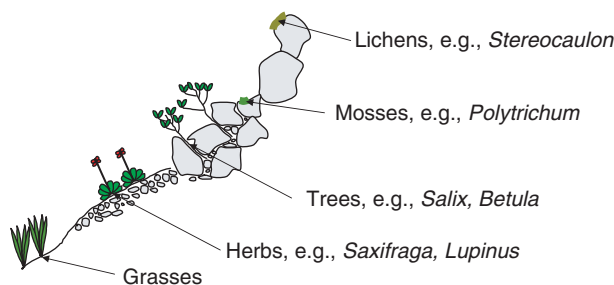 Lichens, e.g., Stereocaulon
Mosses, e.g., Polytrichum
Trees, e.g., Salix, Betula
Herbs, e.g., Saxifraga, Lupinus
Grasses